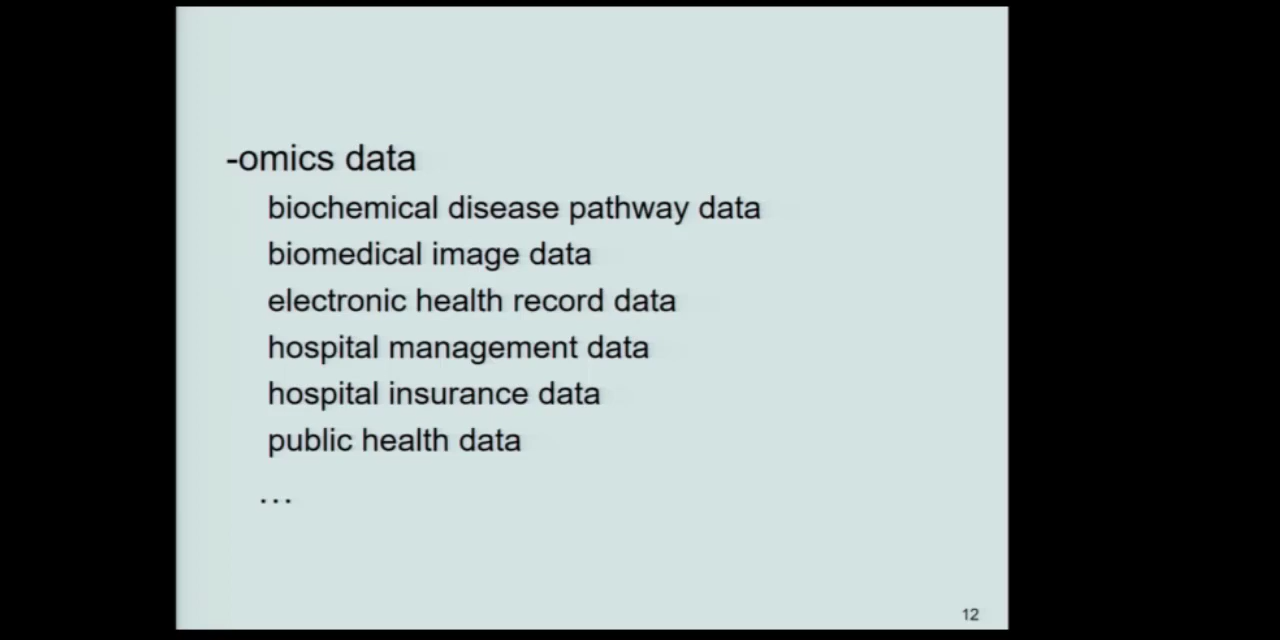 -omics data
biochemical disease pathway data
biomedical image data
electronic health record data
hospital management data
hospital insurance data
public health data
…
12